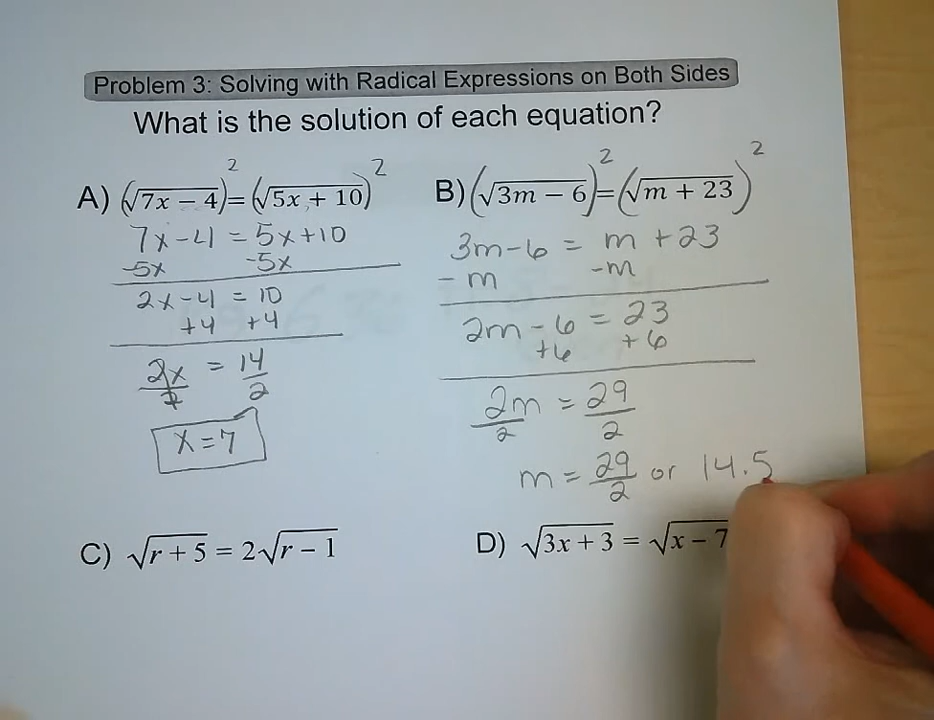 Problem 3: Solving with Radical Expressions on Both Sides
What is the solution of each equation?
A) (√7x − 4)² = (√5x + 10)²
7x − 4 = 5x + 10
−5x −5x
2x − 4 = 10
+4 +4
2x = 14
2 2
x = 7
B) (√3m − 6)² = (√m + 23)²
3m − 6 = m + 23
− m − m
2m − 6 = 23
+6 +6
2m = 29
2 2
m = 29/2 or 14.5
C) √r + 5 = 2√r − 1
D) √3x + 3 = √x − 7